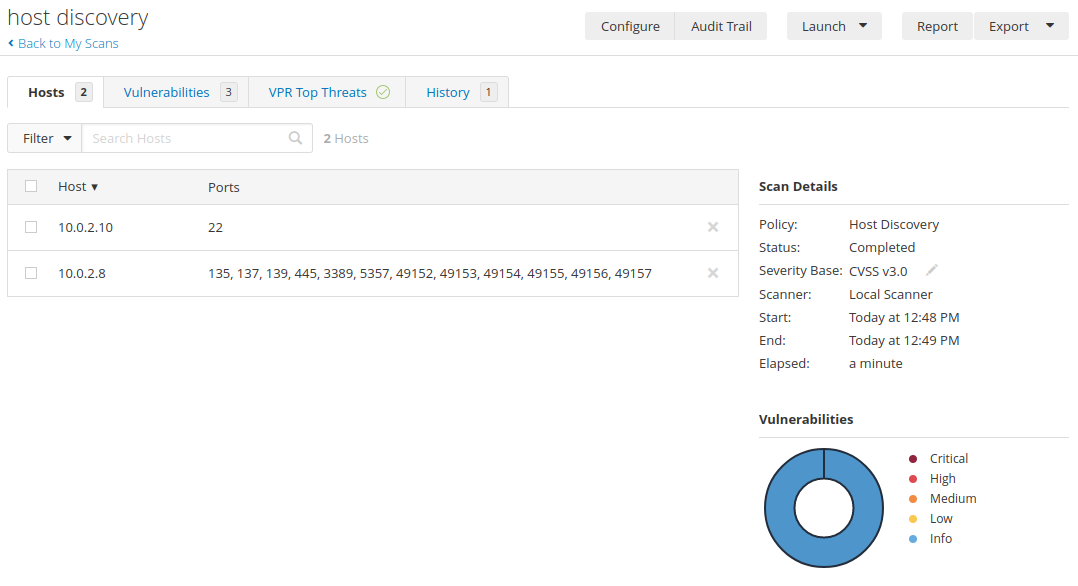 host discovery
Back to My Scans
Configure Audit Trail Launch Report Export
Hosts 2 Vulnerabilities 3 VPR Top Threats History 1
Filter Search Hosts 2 Hosts
Host Ports
10.0.2.10 22
10.0.2.8 135, 137, 139, 445, 3389, 5357, 49152, 49153, 49154, 49155, 49156, 49157
Scan Details
Policy: Host Discovery
Status: Completed
Severity Base: CVSS v3.0
Scanner: Local Scanner
Start: Today at 12:48 PM
End: Today at 12:49 PM
Elapsed: a minute
Vulnerabilities
Critical
High
Medium
Low
Info